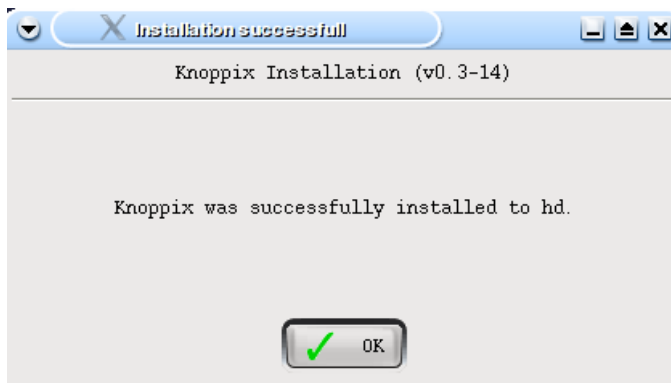 Installation successfull
Knoppix Installation (v0.3-14)
Knoppix was successfully installed to hd.
OK